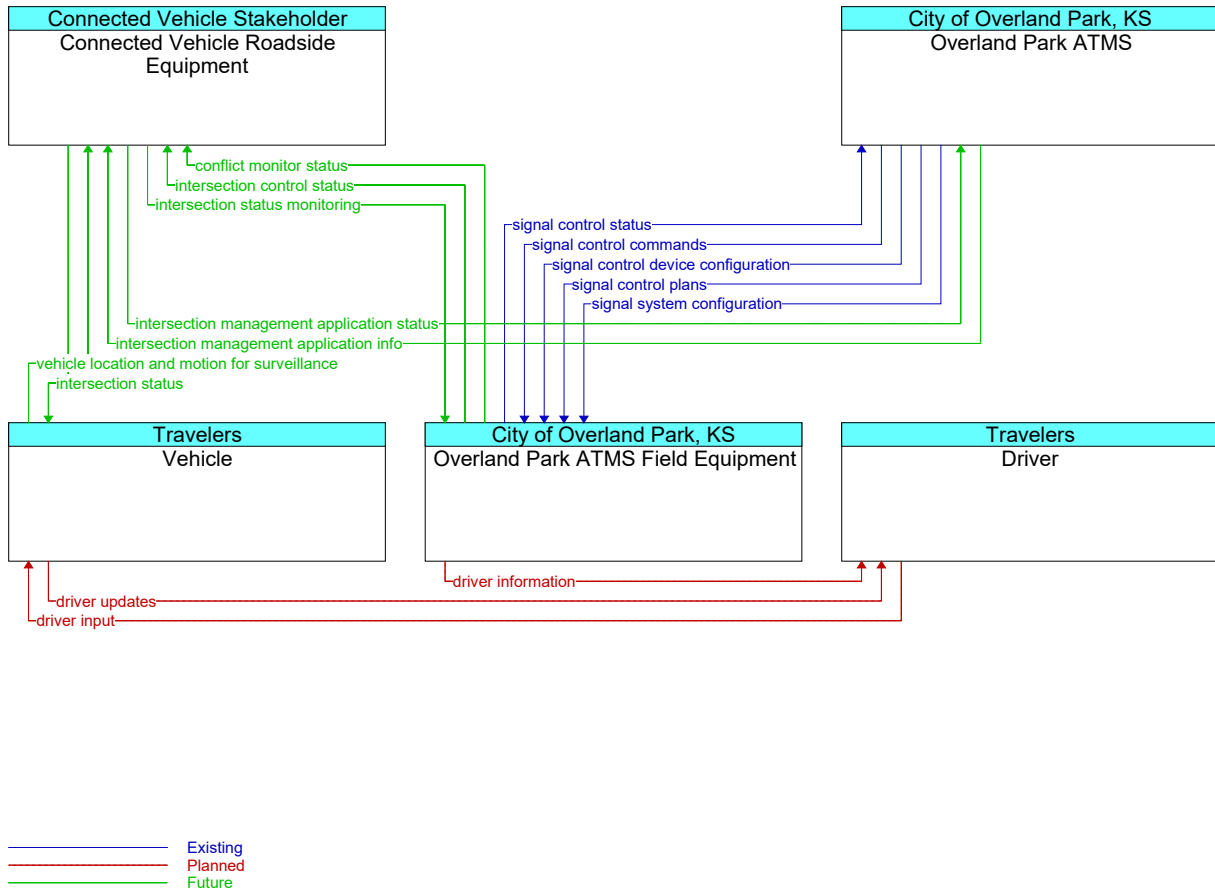 Connected Vehicle Stakeholder
Connected Vehicle Roadside
Equipment
City of Overland Park, KS
Overland Park ATMS
conflict monitor status
intersection control status
intersection status monitoring
signal control status
signal control commands
signal control device configuration
signal control plans
signal system configuration
intersection management application status
intersection management application info
vehicle location and motion for surveillance
intersection status
Travelers
Vehicle
City of Overland Park, KS
Overland Park ATMS Field Equipment
Travelers
Driver
driver information
driver updates
driver input
Existing
Planned
Future